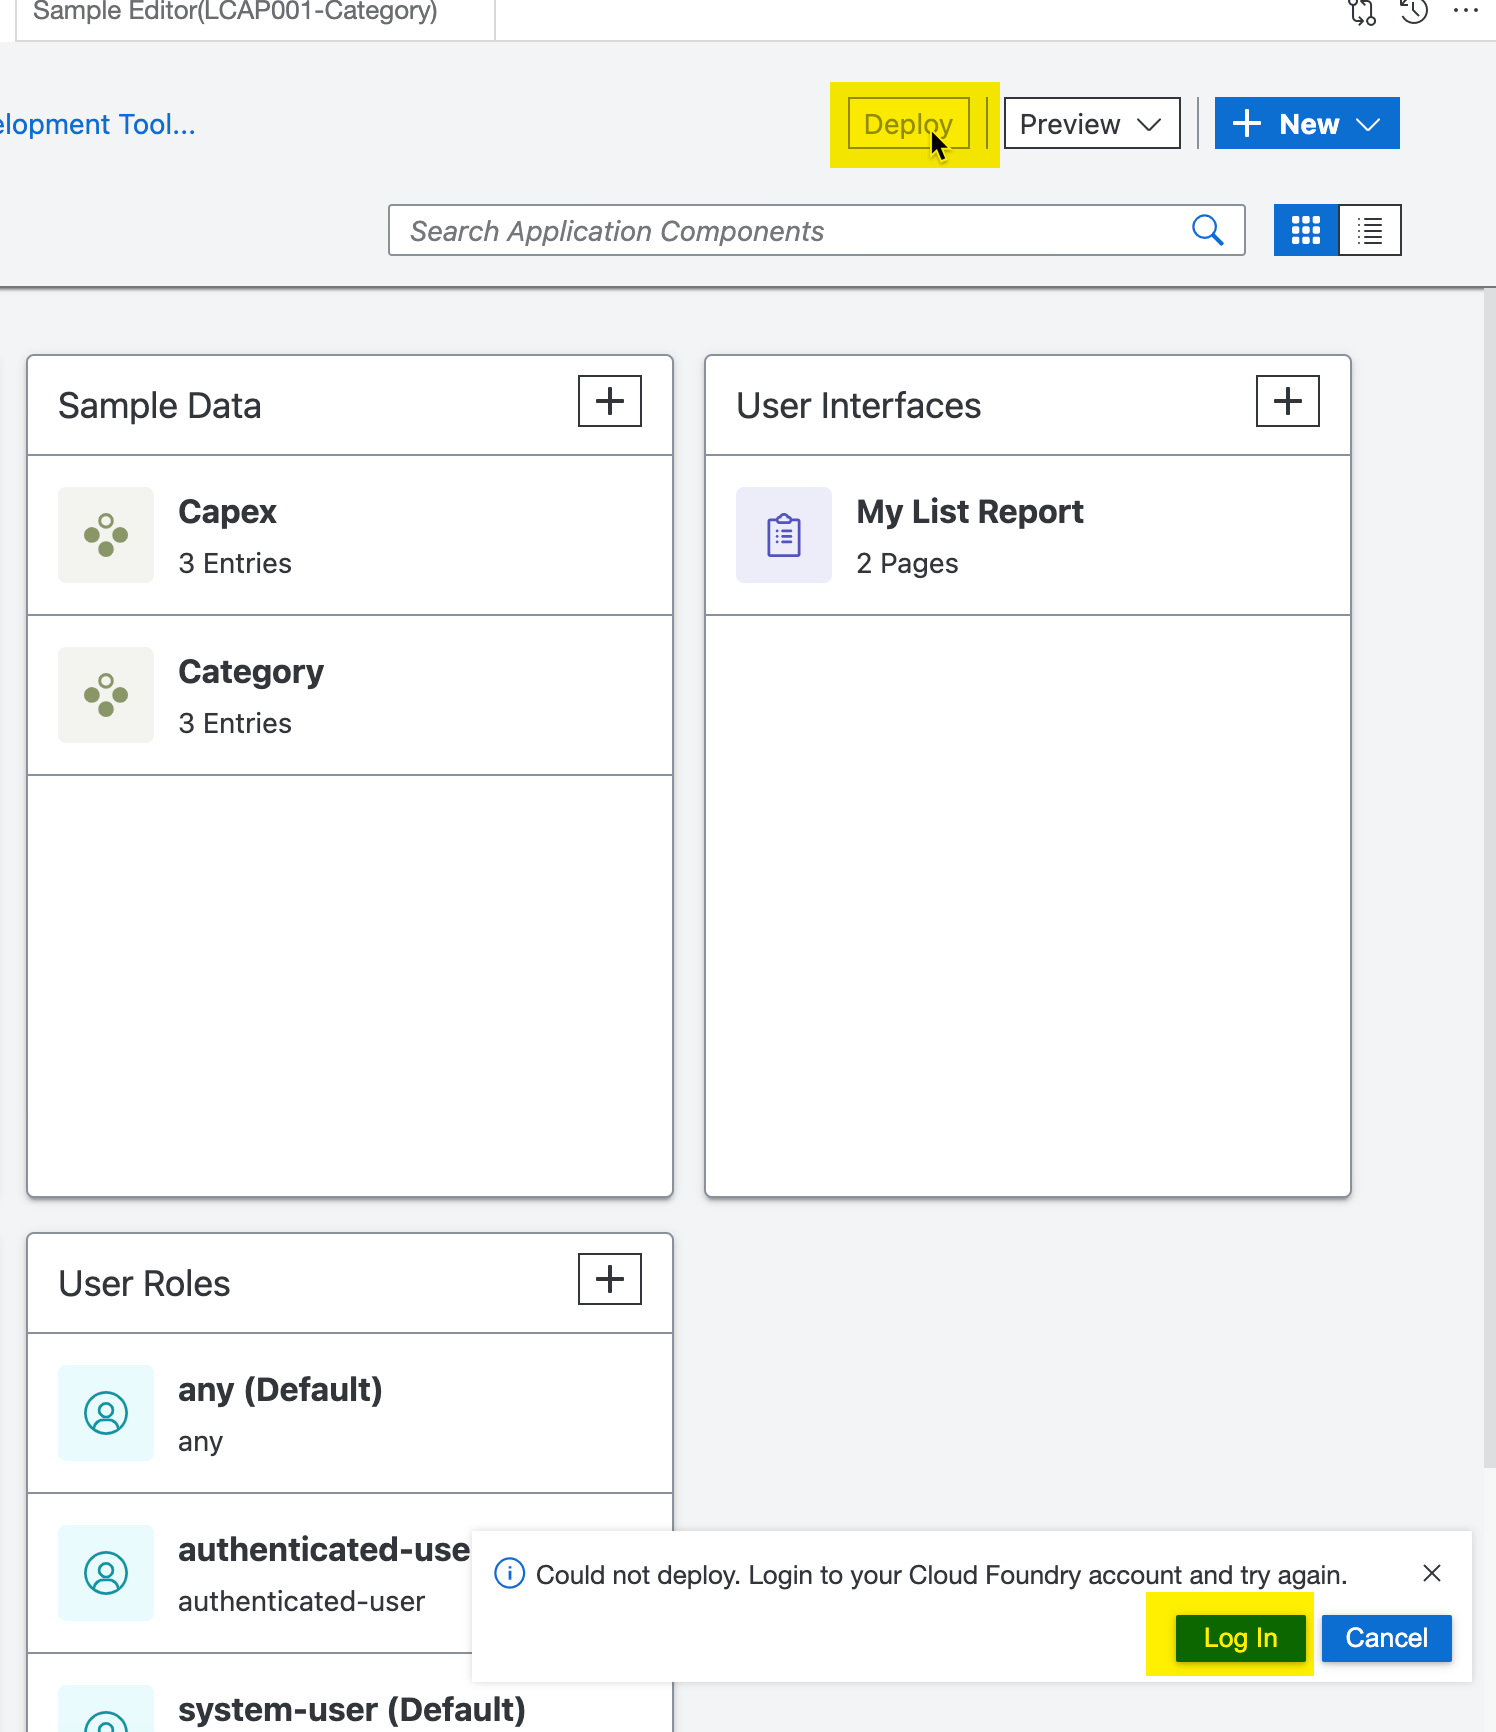 Sample Editor(LCAP001-Category)
elopment Tool...
Deploy
Preview
New
Search Application Components
Sample Data
Capex
3 Entries
Category
3 Entries
User Interfaces
My List Report
2 Pages
User Roles
any (Default)
any
authenticated-use
authenticated-user
system-user (Default)
Could not deploy. Login to your Cloud Foundry account and try again.
Log In
Cancel